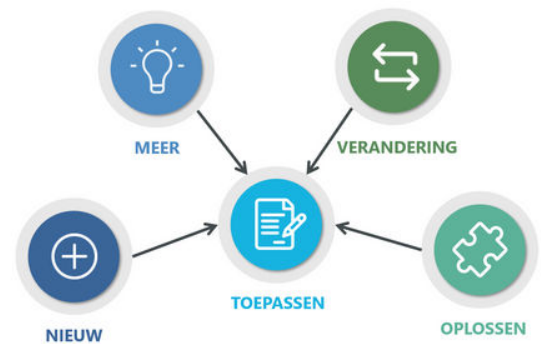 MEER
VERANDERING
TOEPASSEN
NIEUW
OPLOSSEN